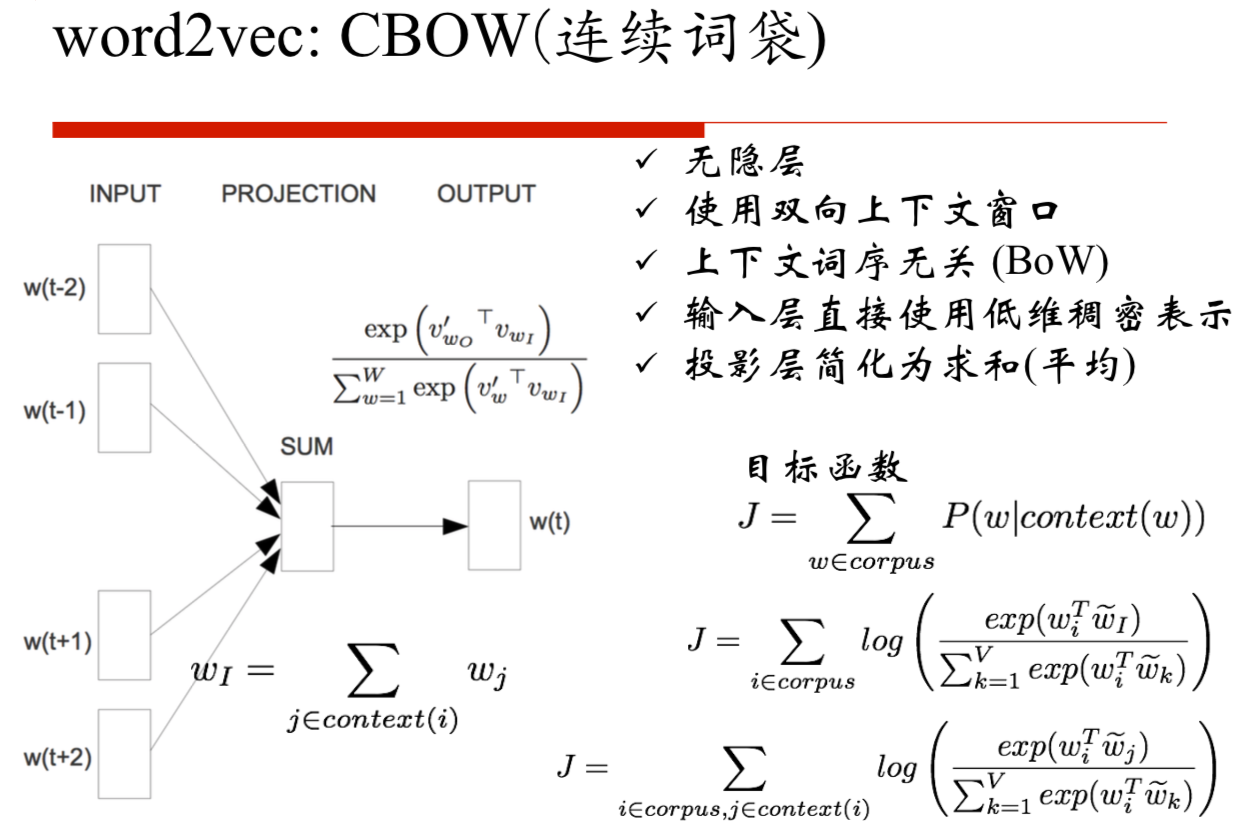 word2vec: CBOW(连续词袋)
INPUT PROJECTION OUTPUT
w(t-2)
w(t-1)
w(t+1)
w(t+2)
SUM
w(t)
\frac{\exp\left({v'_{w_O}}^\top v_{w_I}\right)}{\sum_{w=1}^{W} \exp\left({v'_w}^\top v_{w_I}\right)}
w_I = \sum_{j \in context(i)} w_j
✓ 无隐层
✓ 使用双向上下文窗口
✓ 上下文词序无关 (BoW)
✓ 输入层直接使用低维稠密表示
✓ 投影层简化为求和(平均)
目标函数
J = \sum_{w \in corpus} P(w|context(w))
J = \sum_{i \in corpus} log\left(\frac{exp(w_i^T \widetilde{w}_I)}{\sum_{k=1}^{V} exp(w_i^T \widetilde{w}_k)}\right)
J = \sum_{i \in corpus, j \in context(i)} log\left(\frac{exp(w_i^T \widetilde{w}_j)}{\sum_{k=1}^{V} exp(w_i^T \widetilde{w}_k)}\right)